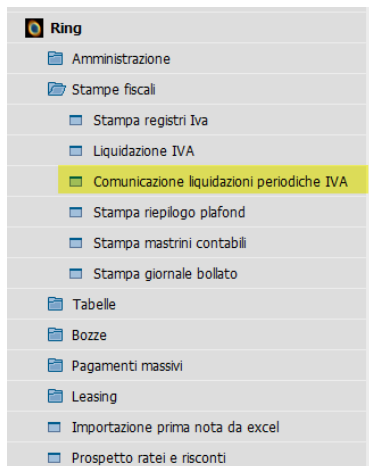 Ring
Amministrazione
Stampe fiscali
Stampa registri Iva
Liquidazione IVA
Comunicazione liquidazioni periodiche IVA
Stampa riepilogo plafond
Stampa mastrini contabili
Stampa giornale bollato
Tabelle
Bozze
Pagamenti massivi
Leasing
Importazione prima nota da excel
Prospetto ratei e risconti